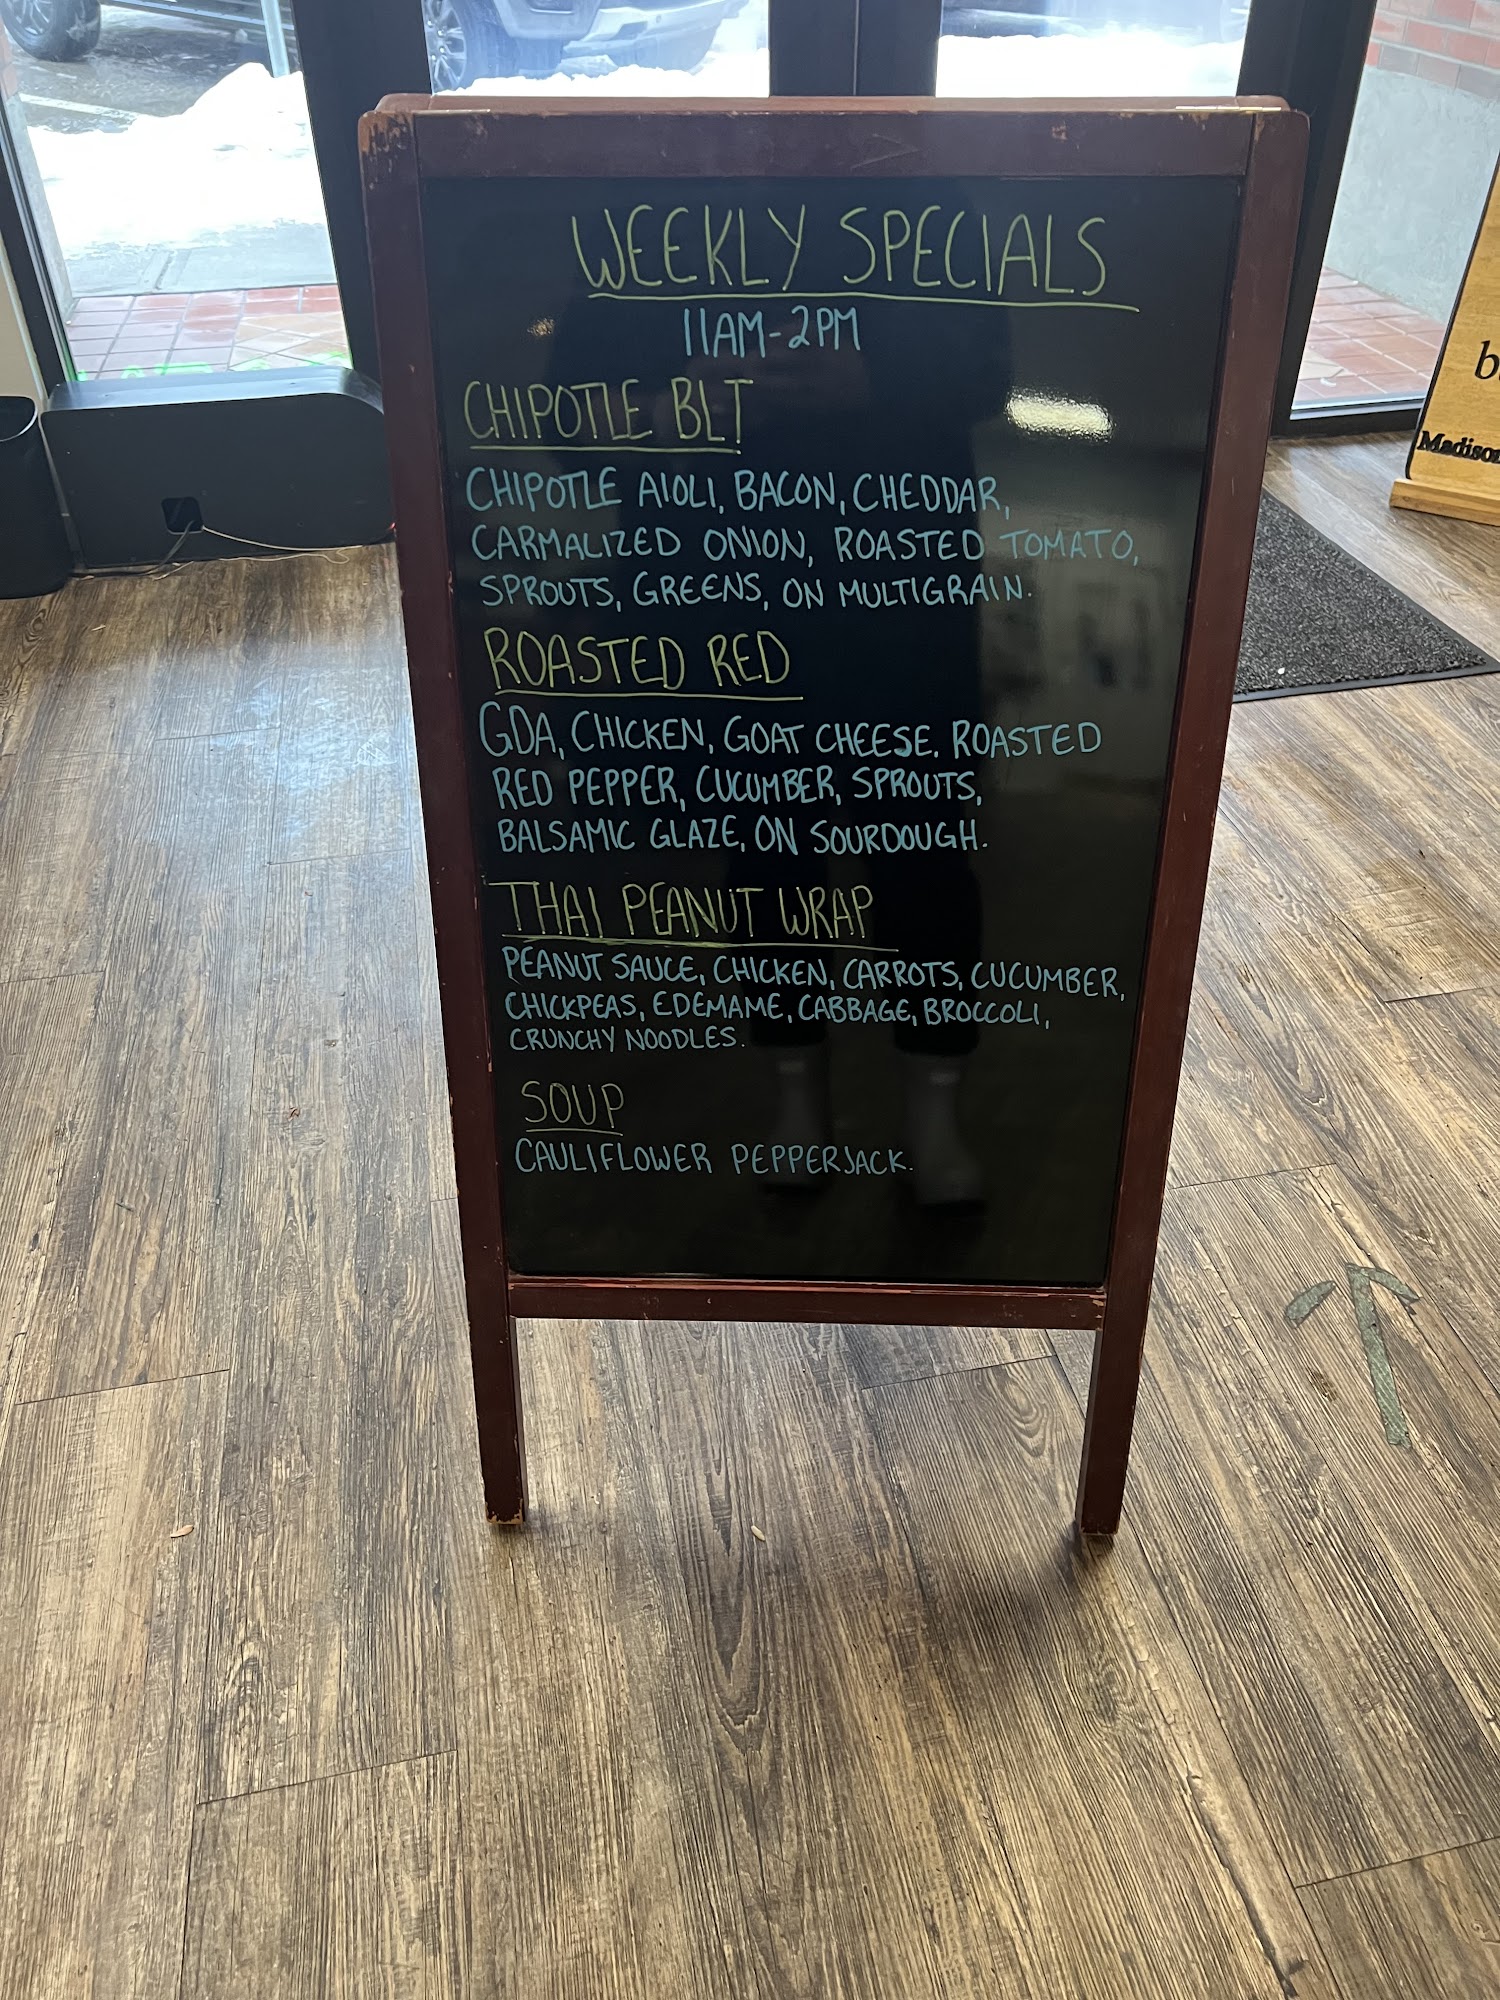 WEEKLY SPECIALS
11AM-2PM
CHIPOTLE BLT
CHIPOTLE AIOLI, BACON, CHEDDAR,
CARMALIZED ONION, ROASTED TOMATO,
SPROUTS, GREENS, ON MULTIGRAIN.
ROASTED RED
GDA, CHICKEN, GOAT CHEESE, ROASTED
RED PEPPER, CUCUMBER, SPROUTS,
BALSAMIC GLAZE, ON SOURDOUGH.
THAI PEANUT WRAP
PEANUT SAUCE, CHICKEN, CARROTS, CUCUMBER,
CHICKPEAS, EDEMAME, CABBAGE, BROCCOLI,
CRUNCHY NOODLES.
SOUP
CAULIFLOWER PEPPERJACK.